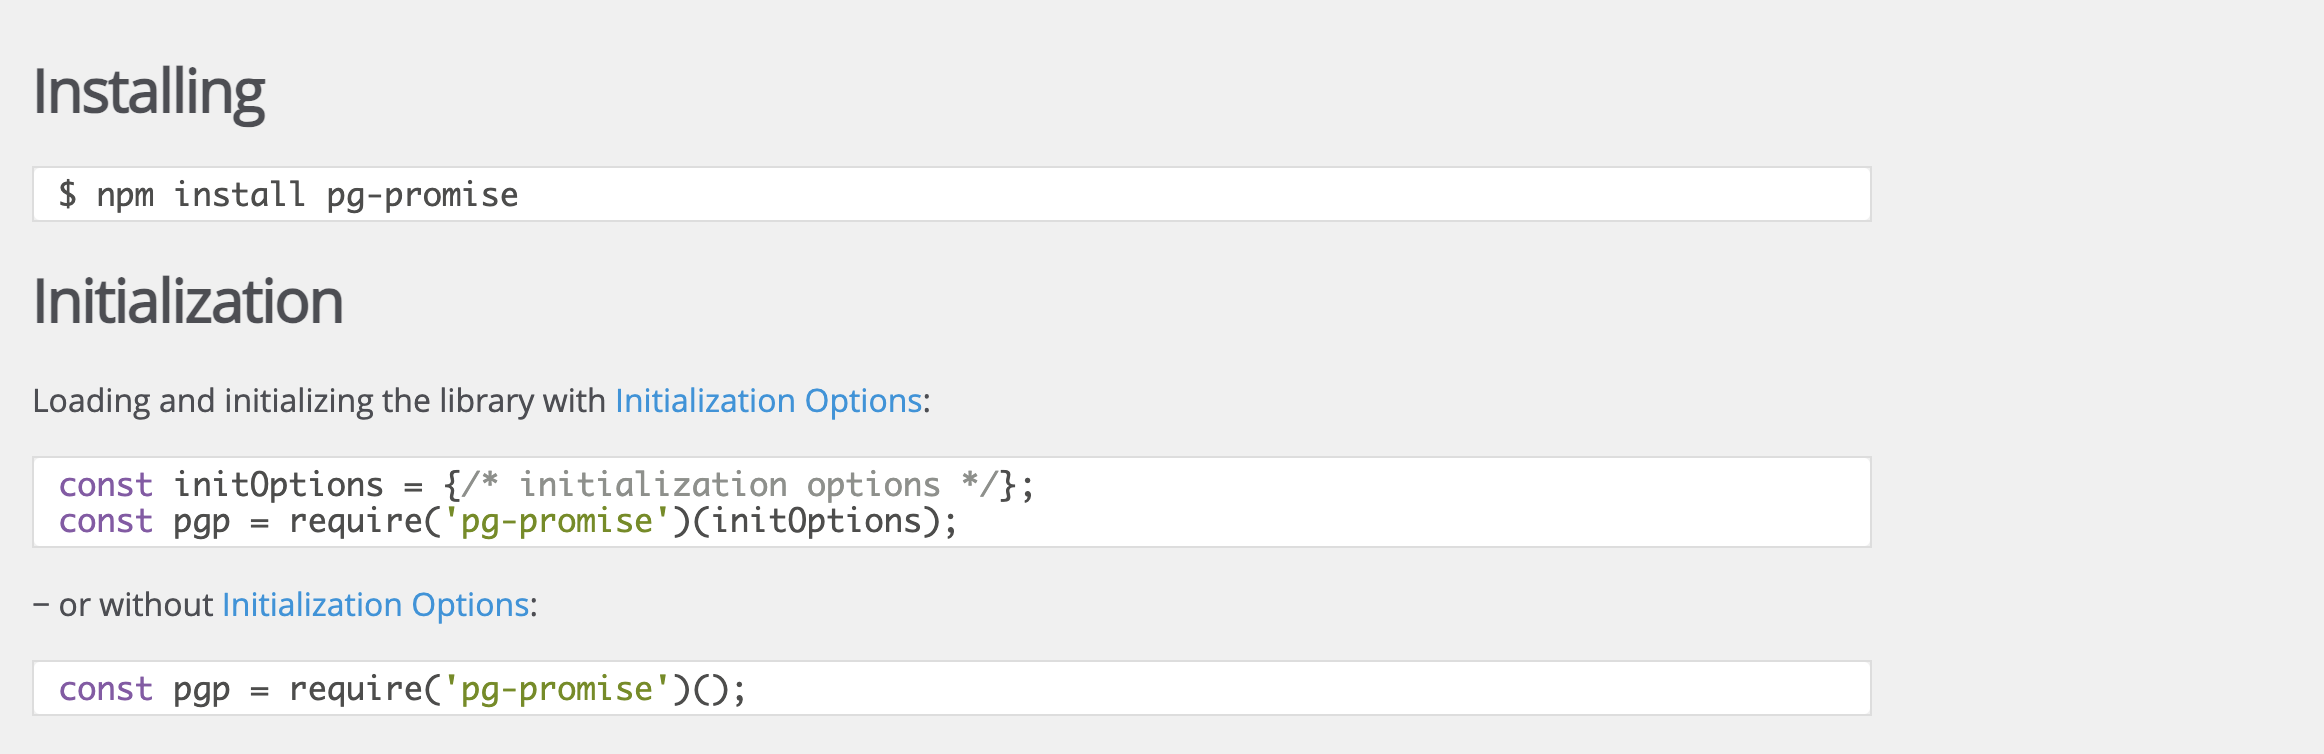 Installing
$ npm install pg-promise
Initialization
Loading and initializing the library with Initialization Options:
const initOptions = {/* initialization options */};
const pgp = require('pg-promise')(initOptions);
– or without Initialization Options:
const pgp = require('pg-promise')();